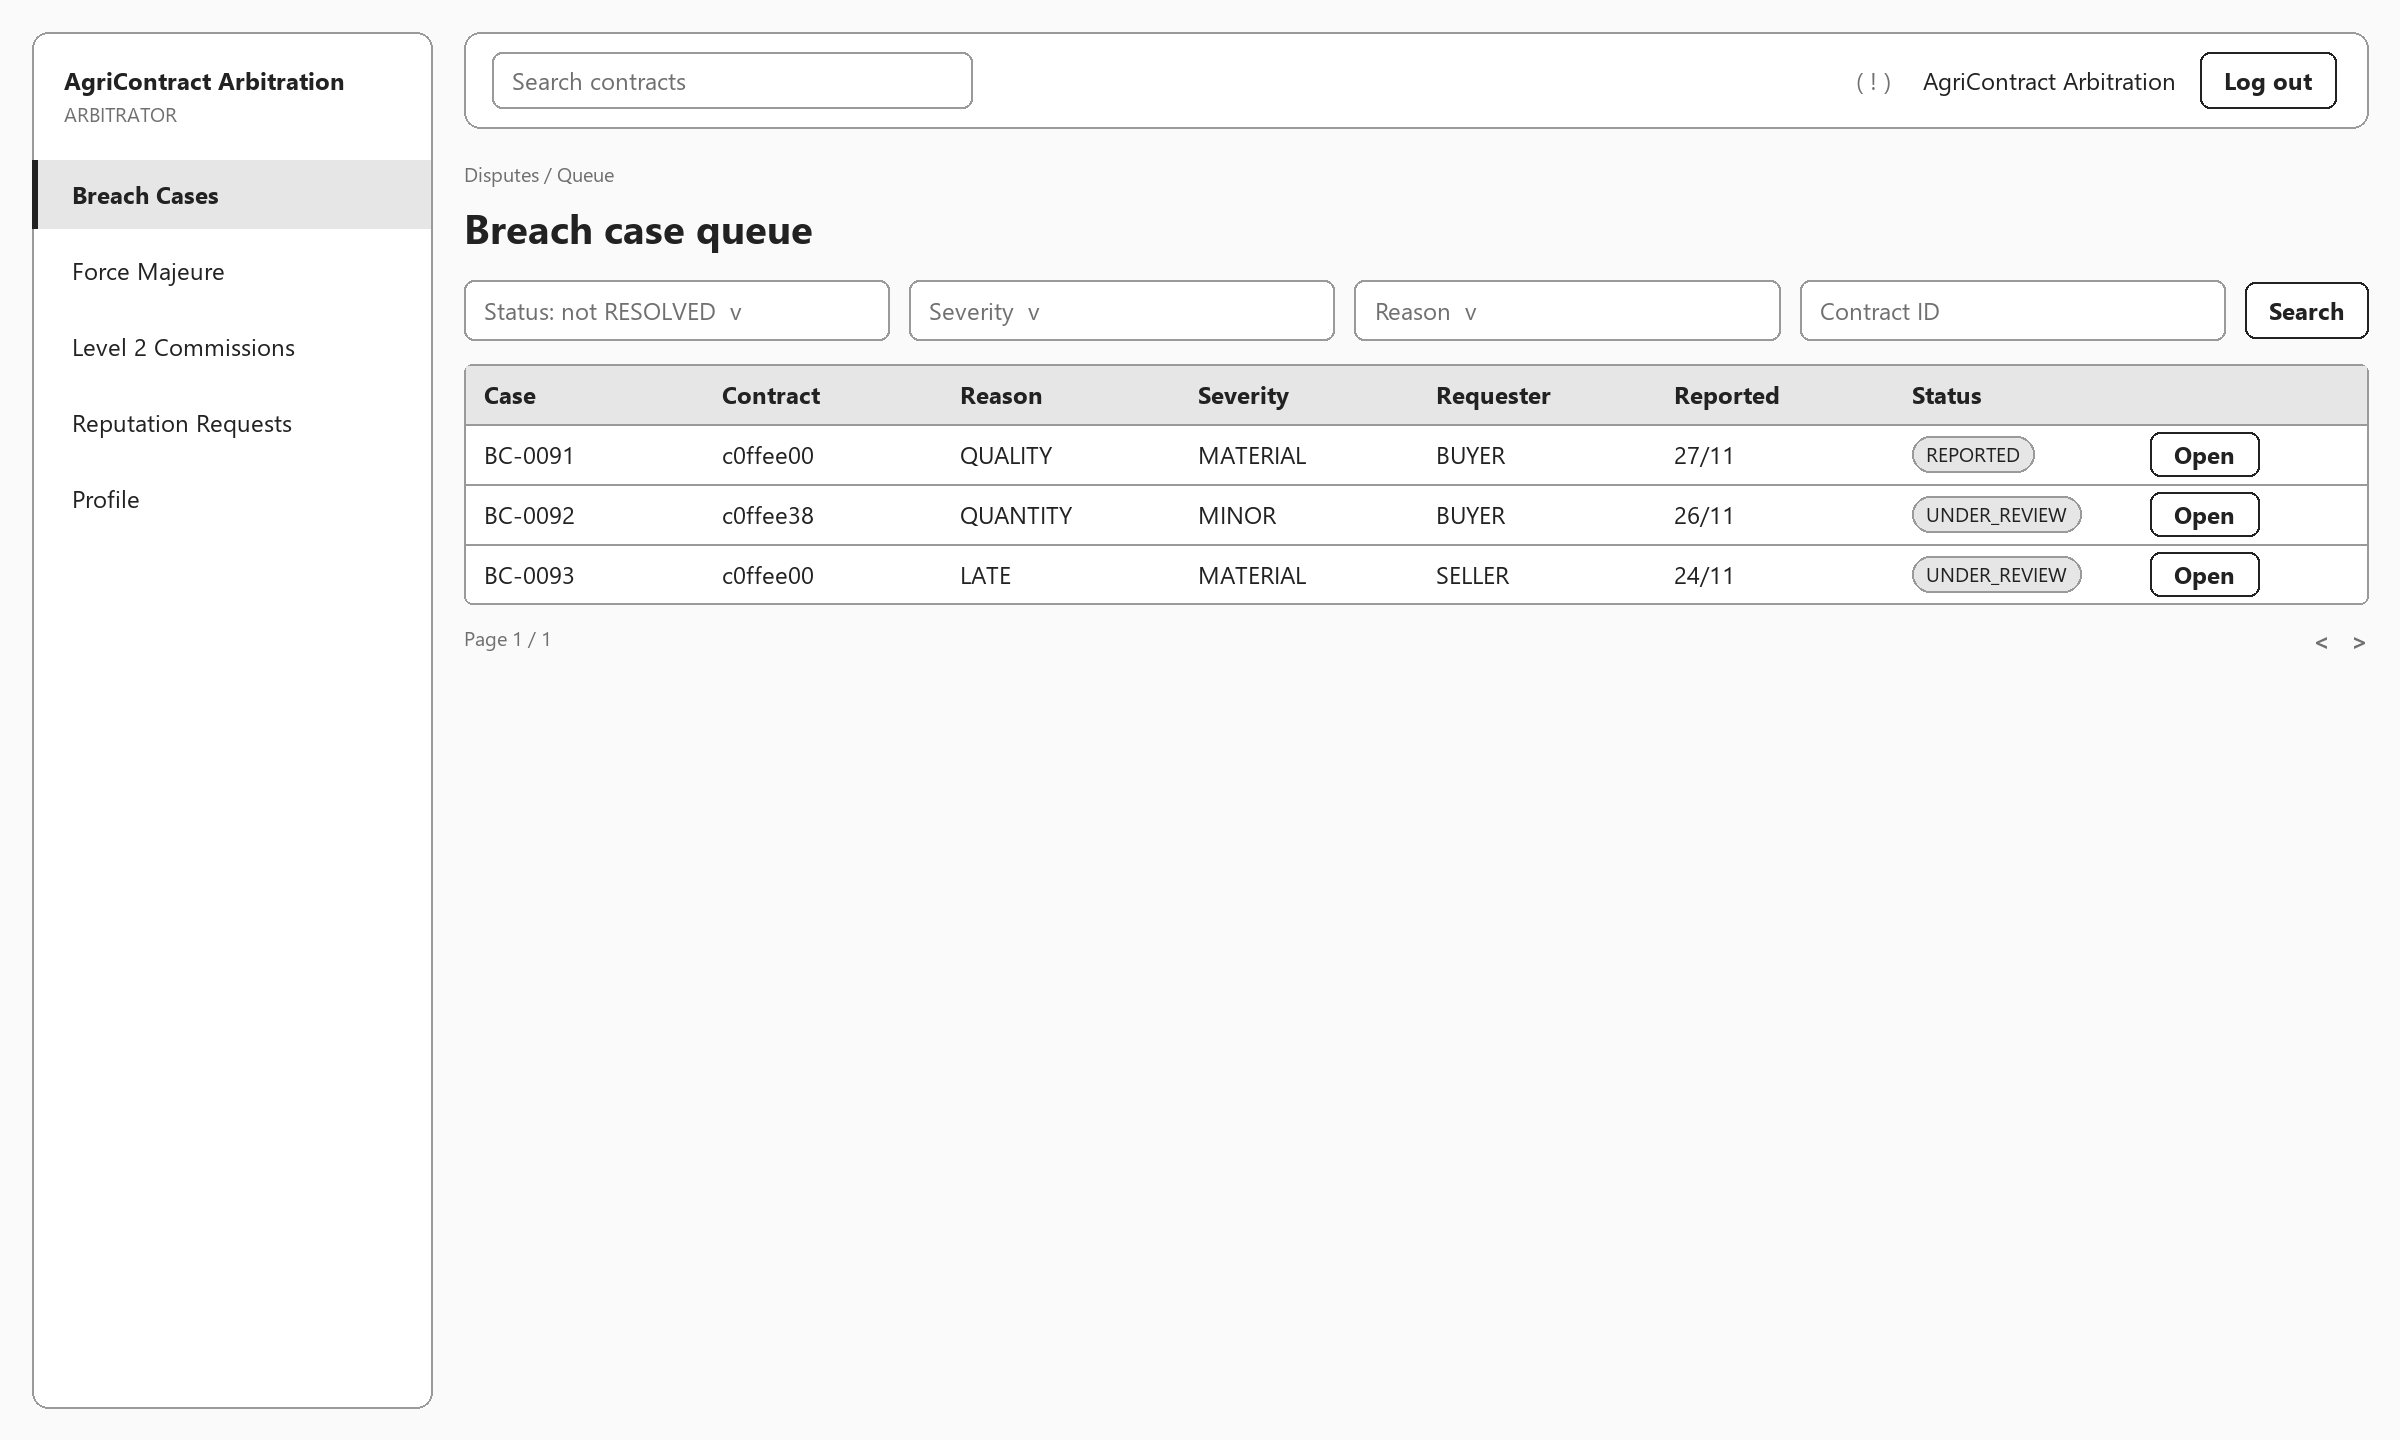 AgriContract Arbitration
ARBITRATOR
Breach Cases
Force Majeure
Level 2 Commissions
Reputation Requests
Profile
Search contracts
( ! ) AgriContract Arbitration Log out
Disputes / Queue
Breach case queue
Status: not RESOLVED v Severity v Reason v Contract ID Search
Case Contract Reason Severity Requester Reported Status
BC-0091 c0ffee00 QUALITY MATERIAL BUYER 27/11 REPORTED Open
BC-0092 c0ffee38 QUANTITY MINOR BUYER 26/11 UNDER_REVIEW Open
BC-0093 c0ffee00 LATE MATERIAL SELLER 24/11 UNDER_REVIEW Open
Page 1 / 1 < >